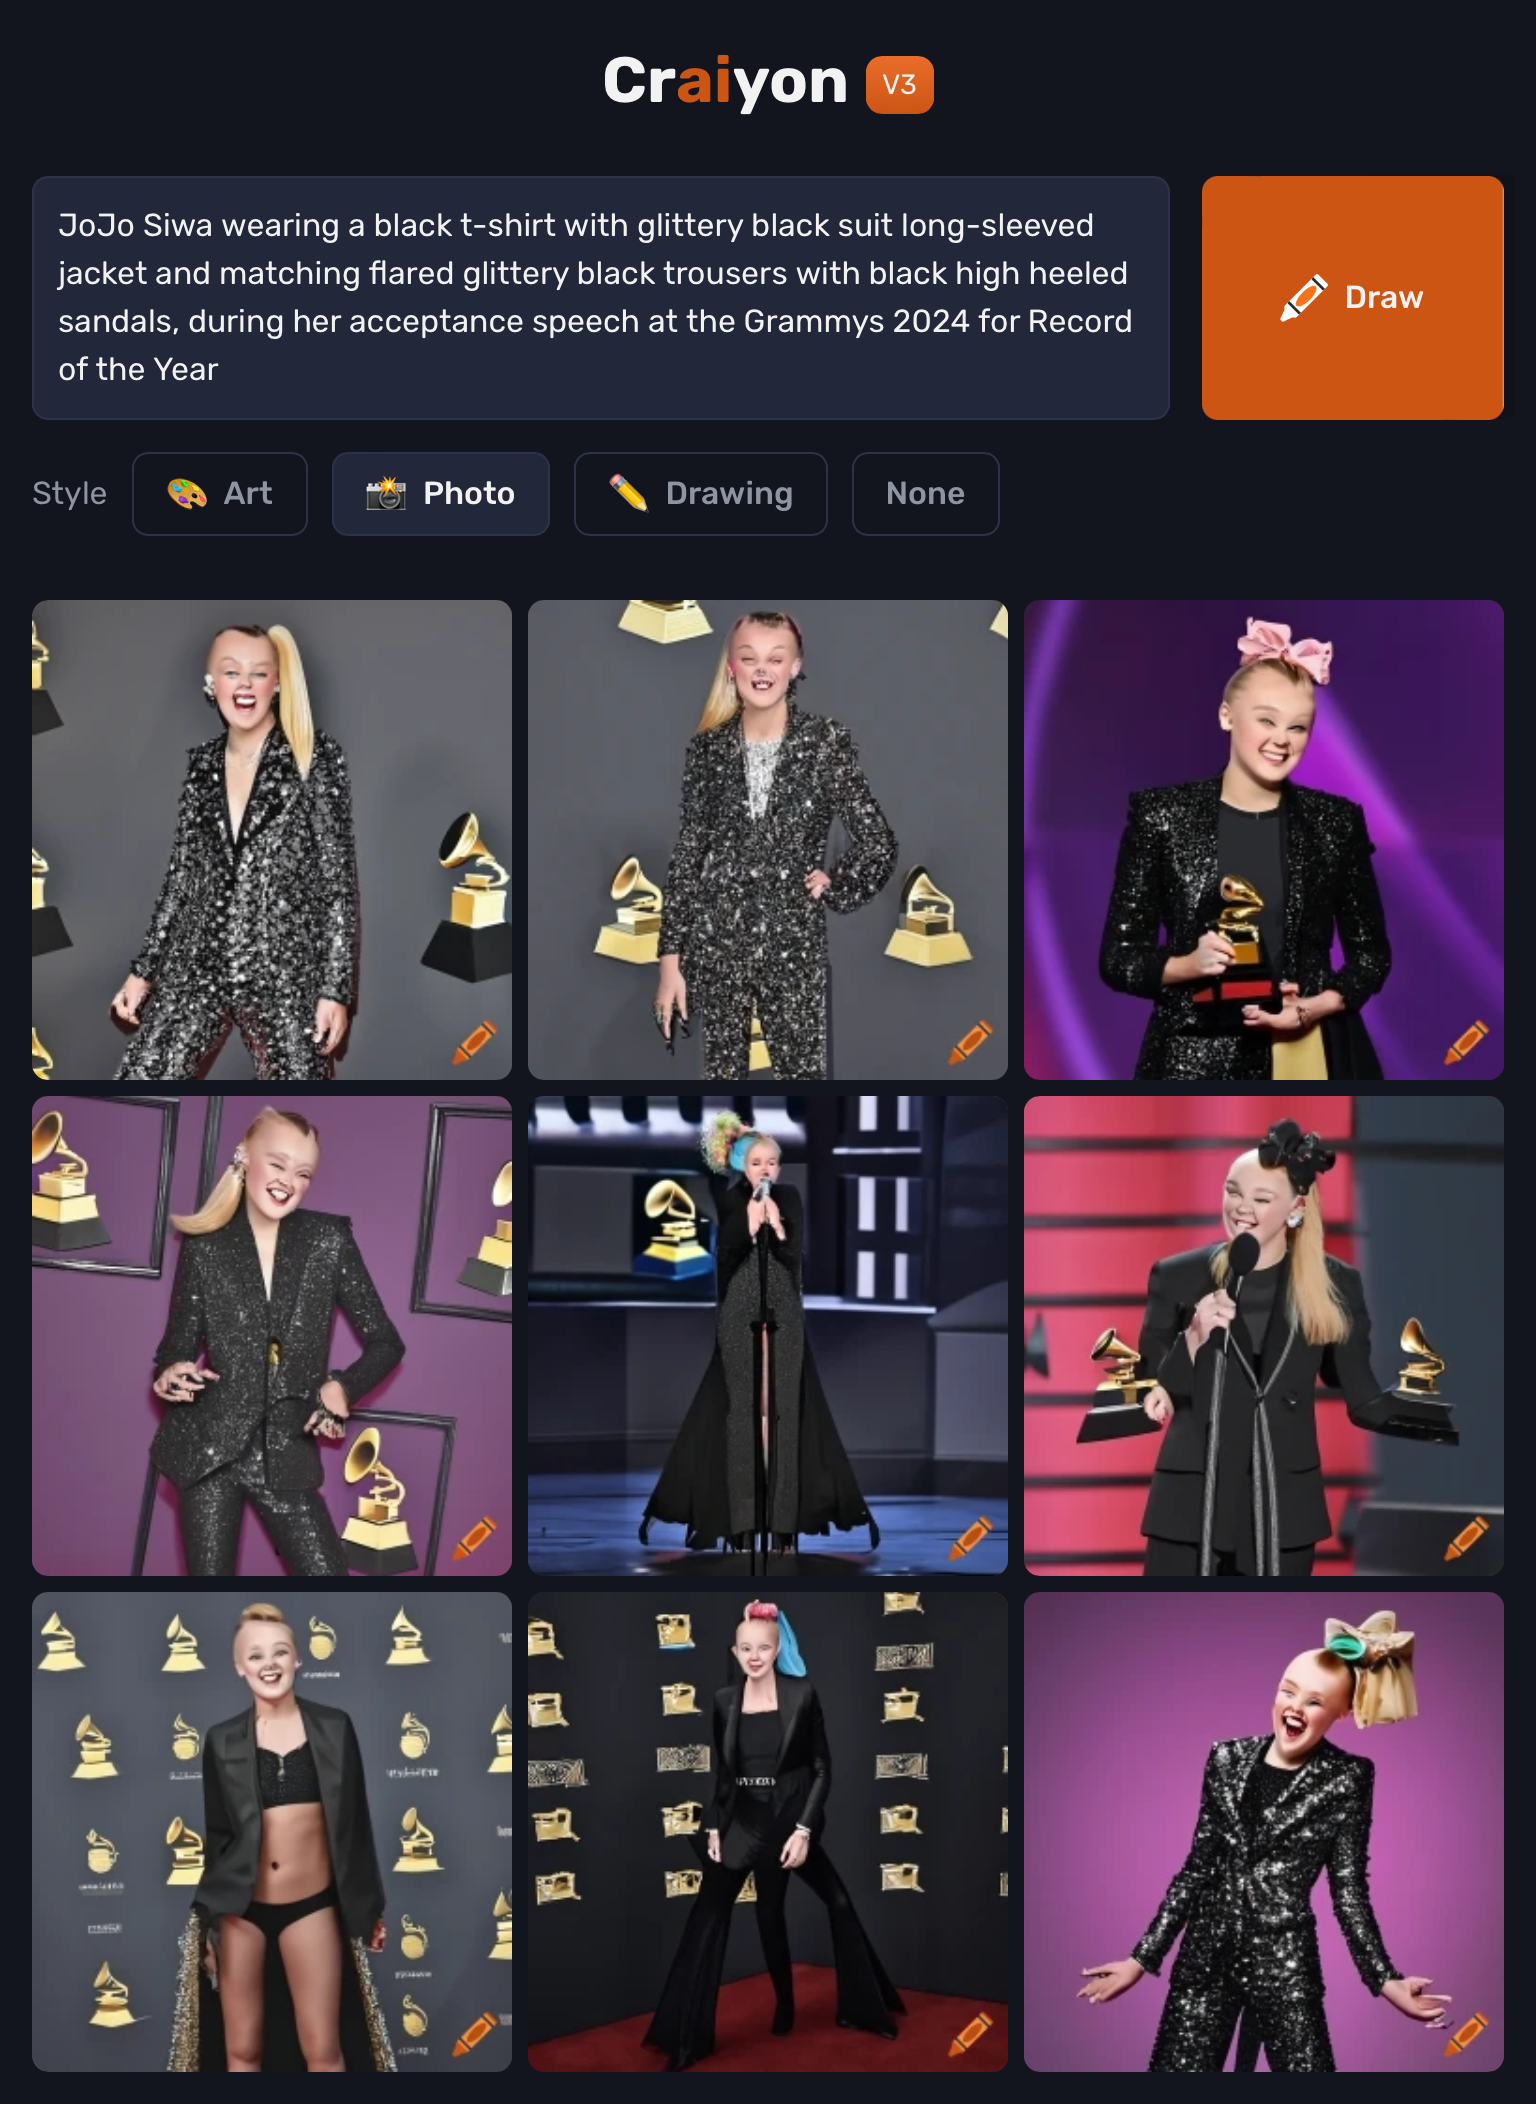 Craiyon V3
JoJo Siwa wearing a black t-shirt with glittery black suit long-sleeved
jacket and matching flared glittery black trousers with black high heeled
sandals, during her acceptance speech at the Grammys 2024 for Record
of the Year
Draw
Style Art Photo Drawing None